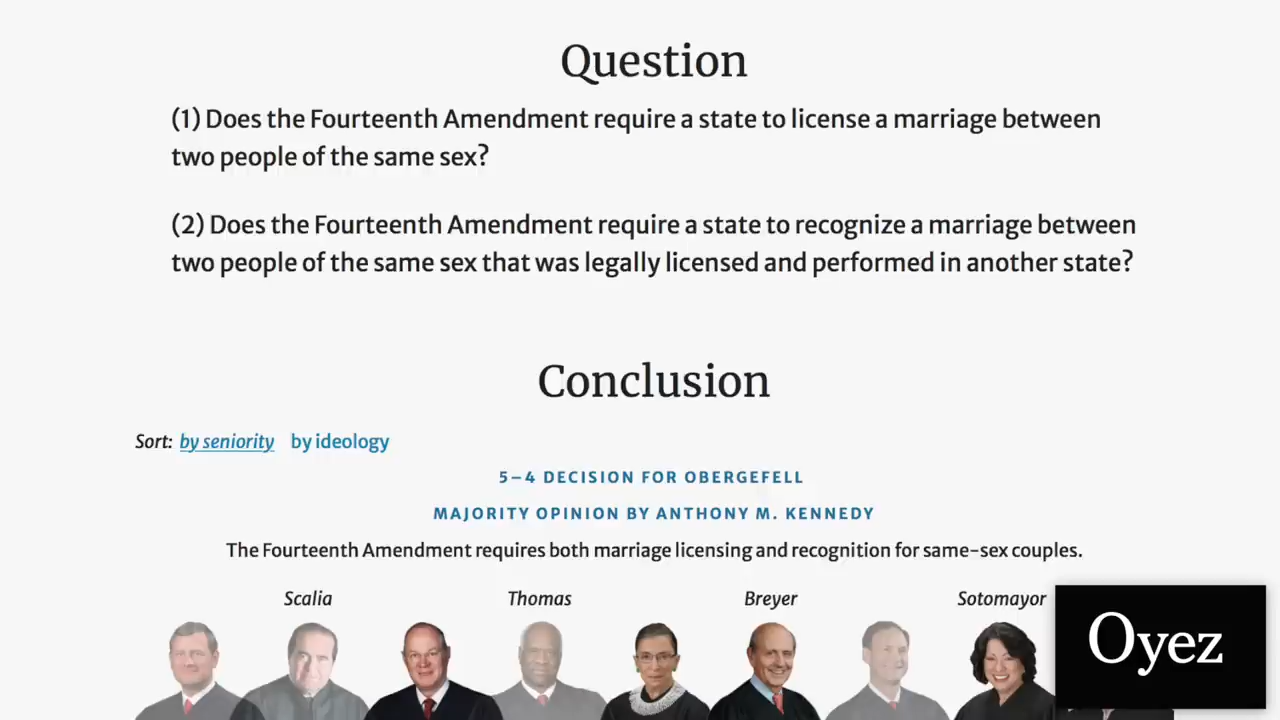 Question
(1) Does the Fourteenth Amendment require a state to license a marriage between
two people of the same sex?
(2) Does the Fourteenth Amendment require a state to recognize a marriage between
two people of the same sex that was legally licensed and performed in another state?
Conclusion
Sort: by seniority by ideology
5–4 DECISION FOR OBERGEFELL
MAJORITY OPINION BY ANTHONY M. KENNEDY
The Fourteenth Amendment requires both marriage licensing and recognition for same-sex couples.
Scalia Thomas Breyer Sotomayor
Oyez